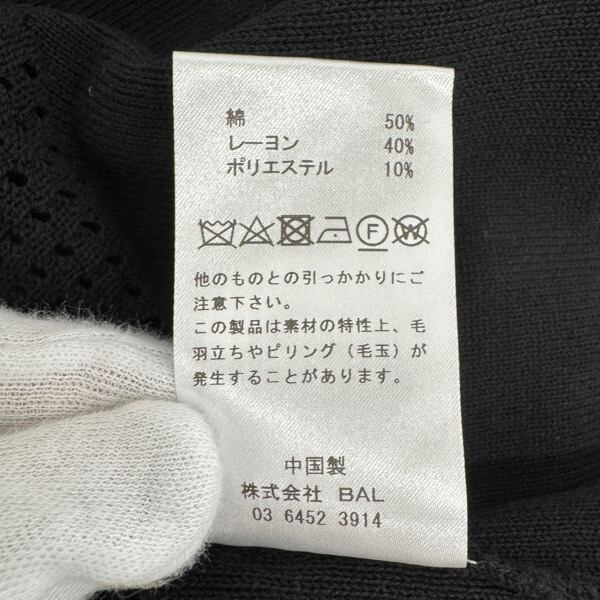 綿 50%
レーヨン 40%
ポリエステル 10%
F W
他のものとの引っかかりにご
注意下さい。
この製品は素材の特性上、毛
羽立ちやピリング(毛玉)が
発生することがあります。
中国製
株式会社 BAL
03 6452 3914